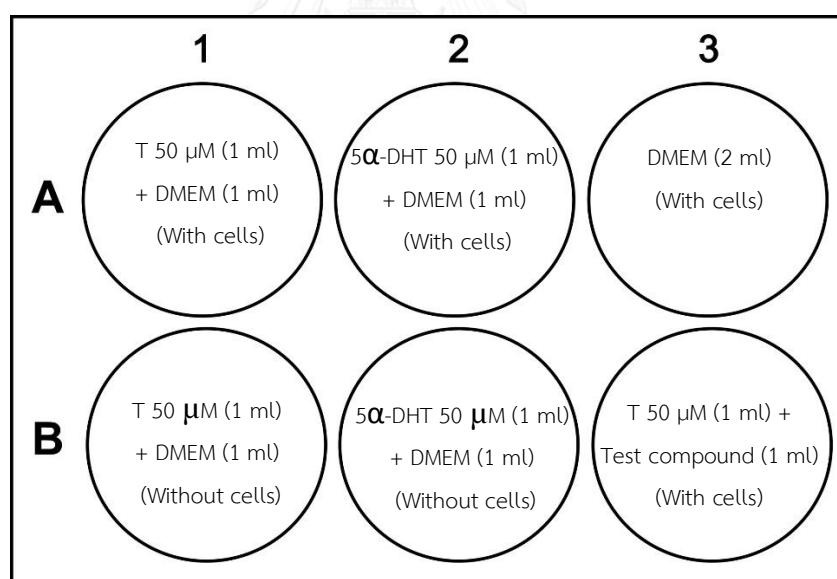 1 2 3
A
T 50 µM (1 ml)
+ DMEM (1 ml)
(With cells)
5α-DHT 50 µM (1 ml)
+ DMEM (1 ml)
(With cells)
DMEM (2 ml)
(With cells)
B
T 50 µM (1 ml)
+ DMEM (1 ml)
(Without cells)
5α-DHT 50 µM (1 ml)
+ DMEM (1 ml)
(Without cells)
T 50 µM (1 ml) +
Test compound (1 ml)
(With cells)